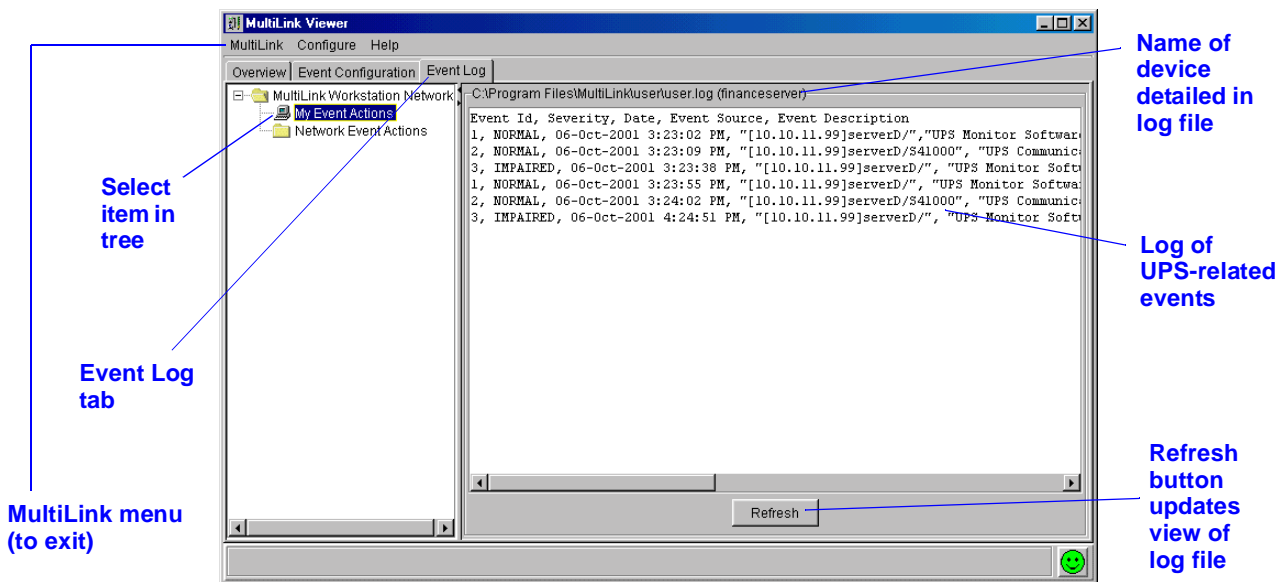 MultiLink Viewer
MultiLink Configure Help
Overview Event Configuration Event Log
MultiLink Workstation Network
My Event Actions
Network Event Actions
C:\Program Files\MultiLink\user\user.log (financeserver)
Event Id, Severity, Date, Event Source, Event Description
1, NORMAL, 06-Oct-2001 3:23:02 PM, "[10.10.11.99]serverD/","UPS Monitor Software
2, NORMAL, 06-Oct-2001 3:23:09 PM, "[10.10.11.99]serverD/S41000", "UPS Communic
3, IMPAIRED, 06-Oct-2001 3:23:38 PM, "[10.10.11.99]serverD/", "UPS Monitor Soft
1, NORMAL, 06-Oct-2001 3:23:55 PM, "[10.10.11.99]serverD/", "UPS Monitor Softwa
2, NORMAL, 06-Oct-2001 3:24:02 PM, "[10.10.11.99]serverD/S41000", "UPS Communic
3, IMPAIRED, 06-Oct-2001 4:24:51 PM, "[10.10.11.99]serverD/", "UPS Monitor Soft
Refresh
Select
item in
tree
Event Log
tab
MultiLink menu
(to exit)
Name of
device
detailed in
log file
Log of
UPS-related
events
Refresh
button
updates
view of
log file